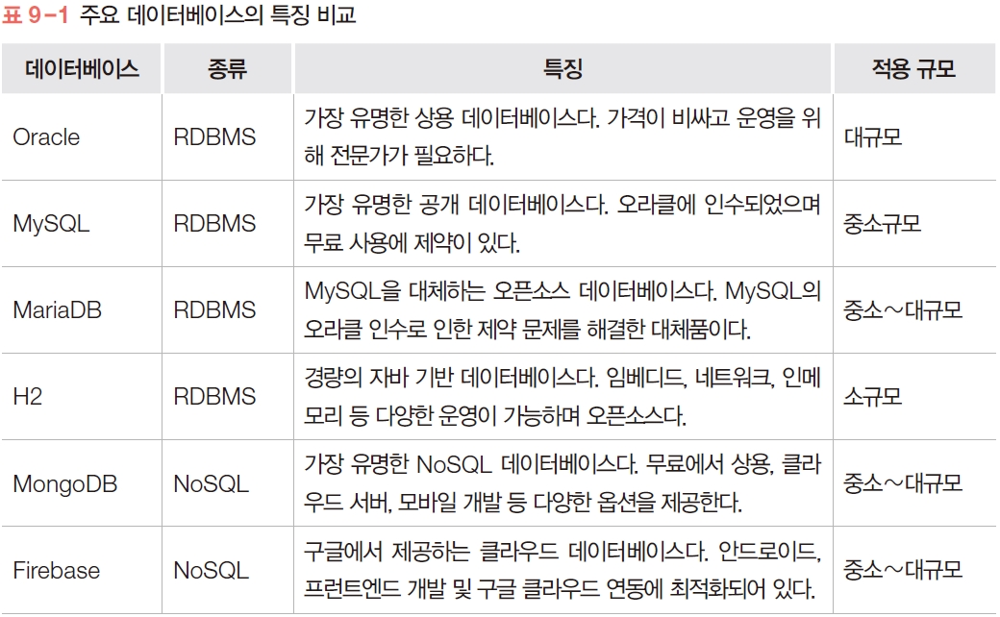 표 9-1 주요 데이터베이스의 특징 비교
데이터베이스 종류 특징 적용 규모
Oracle RDBMS 가장 유명한 상용 데이터베이스다. 가격이 비싸고 운영을 위
해 전문가가 필요하다. 대규모
MySQL RDBMS 가장 유명한 공개 데이터베이스다. 오라클에 인수되었으며
무료 사용에 제약이 있다. 중소규모
MariaDB RDBMS MySQL을 대체하는 오픈소스 데이터베이스다. MySQL의
오라클 인수로 인한 제약 문제를 해결한 대체품이다. 중소~대규모
H2 RDBMS 경량의 자바 기반 데이터베이스다. 임베디드, 네트워크, 인메
모리 등 다양한 운영이 가능하며 오픈소스다. 소규모
MongoDB NoSQL 가장 유명한 NoSQL 데이터베이스다. 무료에서 상용, 클라
우드 서버, 모바일 개발 등 다양한 옵션을 제공한다. 중소~대규모
Firebase NoSQL 구글에서 제공하는 클라우드 데이터베이스다. 안드로이드,
프런트엔드 개발 및 구글 클라우드 연동에 최적화되어 있다. 중소~대규모